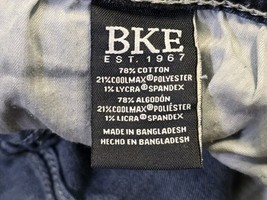 BKE
EST. 1967
78% COTTON
21% COOLMAX® POLYESTER
1% LYCRA® SPANDEX
78% ALGODÓN
21% COOLMAX® POLIÉSTER
1% LICRA® SPANDEX
MADE IN BANGLADESH
HECHO EN BANGLADESH